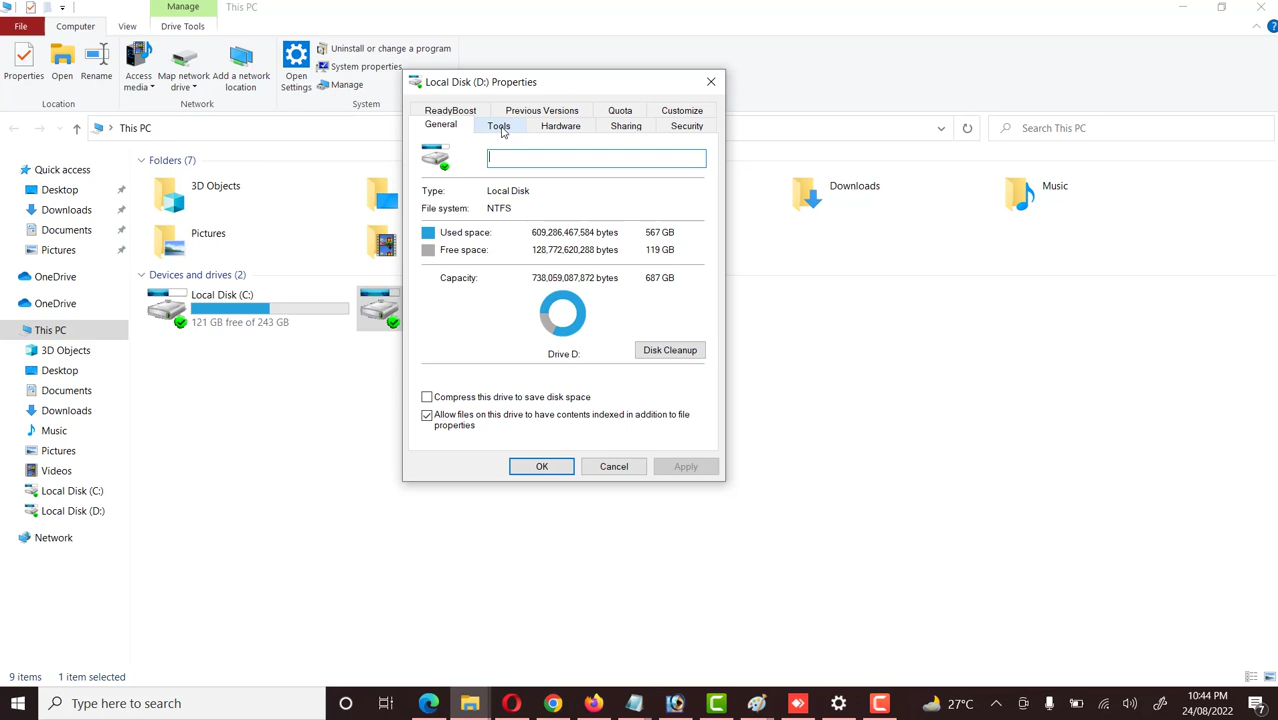 Manage
This PC
File
Computer
View
Drive Tools
Properties
Open
Rename
Access
media
Map network
drive
Add a network
location
Open
Settings
Uninstall or change a program
System properties
Manage
Location
Network
System
This PC
Search This PC
Quick access
Desktop
Downloads
Documents
Pictures
OneDrive
OneDrive
This PC
3D Objects
Desktop
Documents
Downloads
Music
Pictures
Videos
Local Disk (C:)
Local Disk (D:)
Network
Folders (7)
3D Objects
Downloads
Music
Pictures
Devices and drives (2)
Local Disk (C:)
121 GB free of 243 GB
Local Disk (D:) Properties
ReadyBoost
Previous Versions
Quota
Customize
General
Tools
Hardware
Sharing
Security
Type: Local Disk
File system: NTFS
Used space: 609,286,467,584 bytes 567 GB
Free space: 128,772,620,288 bytes 119 GB
Capacity: 738,059,087,872 bytes 687 GB
Drive D:
Disk Cleanup
Compress this drive to save disk space
Allow files on this drive to have contents indexed in addition to file
properties
OK
Cancel
Apply
9 items
1 item selected
Type here to search
27°C
10:44 PM
24/08/2022
7